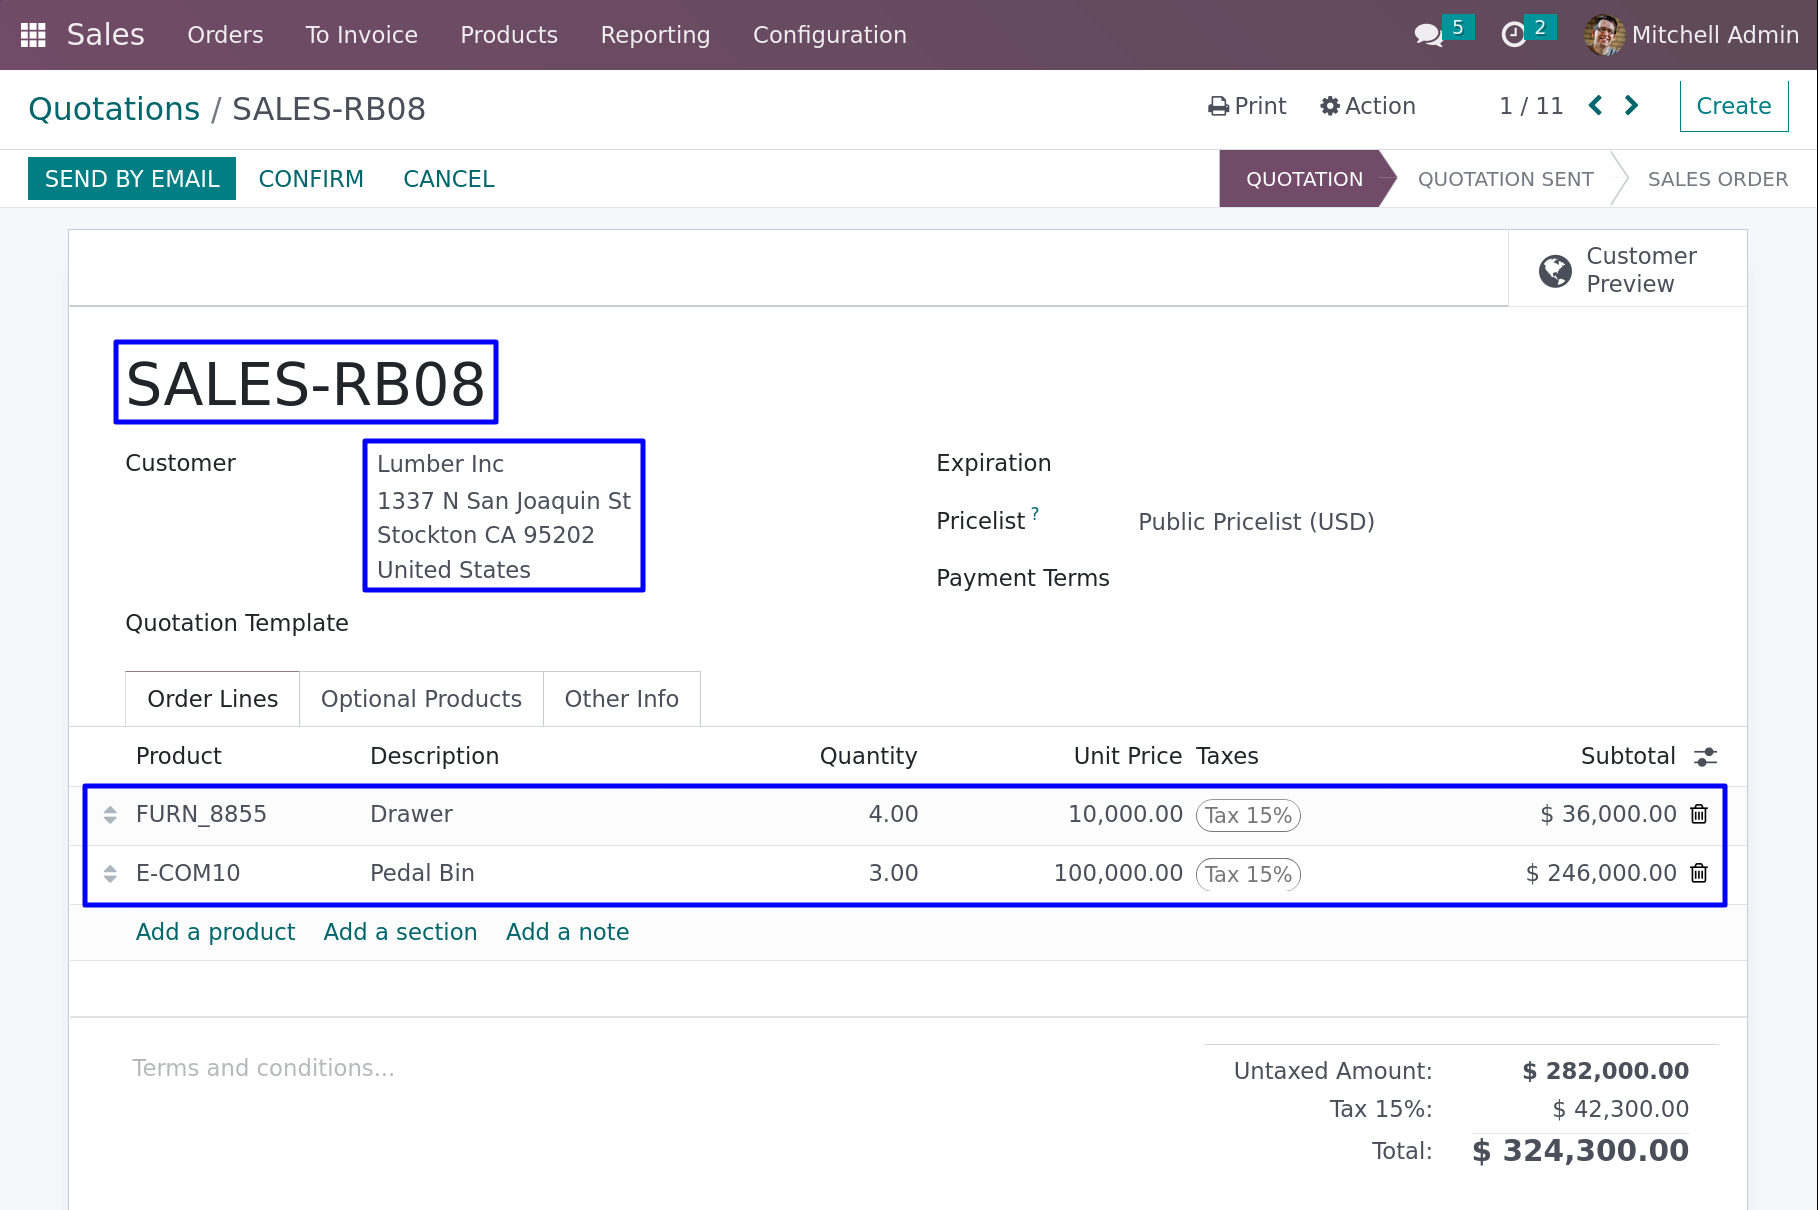 Sales Orders To Invoice Products Reporting Configuration 5 2 Mitchell Admin
Quotations / SALES-RB08 Print Action 1 / 11 Create
SEND BY EMAIL CONFIRM CANCEL QUOTATION QUOTATION SENT SALES ORDER
Customer
Preview
SALES-RB08
Customer Lumber Inc
1337 N San Joaquin St
Stockton CA 95202
United States
Quotation Template
Expiration
Pricelist ? Public Pricelist (USD)
Payment Terms
Order Lines Optional Products Other Info
Product Description Quantity Unit Price Taxes Subtotal
FURN_8855 Drawer 4.00 10,000.00 Tax 15% $ 36,000.00
E-COM10 Pedal Bin 3.00 100,000.00 Tax 15% $ 246,000.00
Add a product Add a section Add a note
Terms and conditions...
Untaxed Amount: $ 282,000.00
Tax 15%: $ 42,300.00
Total: $ 324,300.00